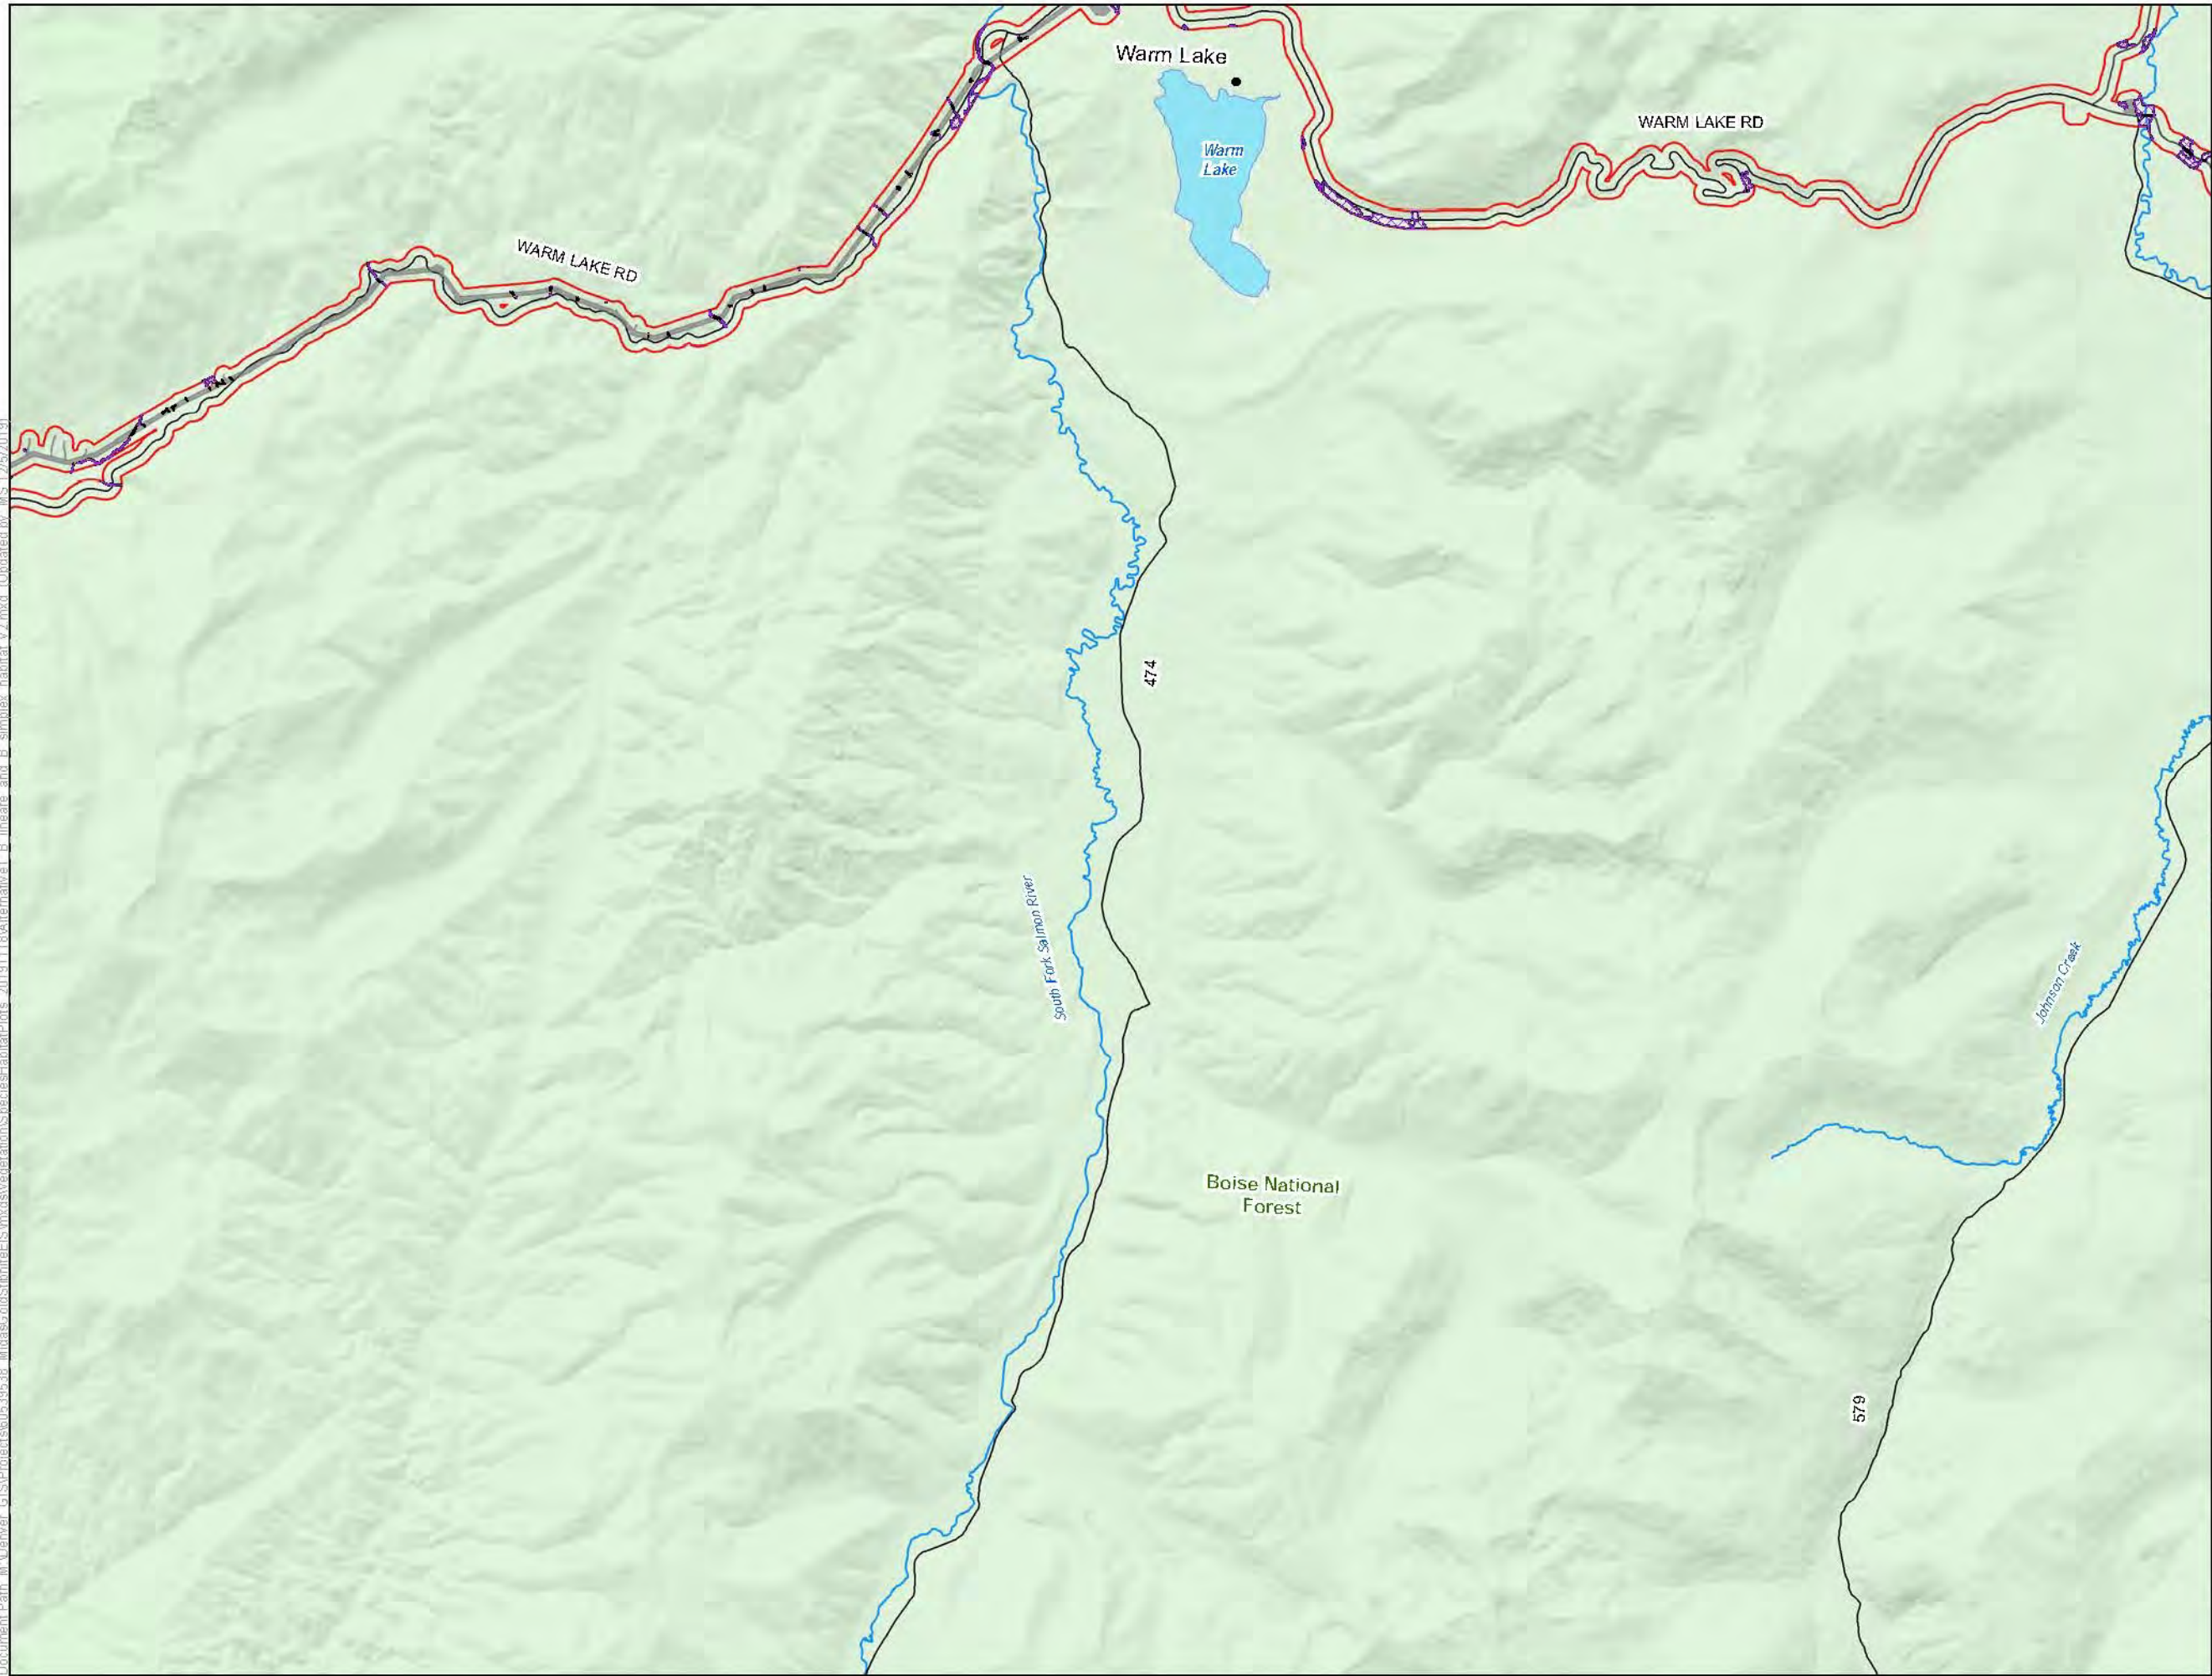 Warm Lake
WARM LAKE RD
Warm
Lake
WARM LAKE RD
474
South Fork Salmon River
Johnson Creek
Boise National
Forest
579